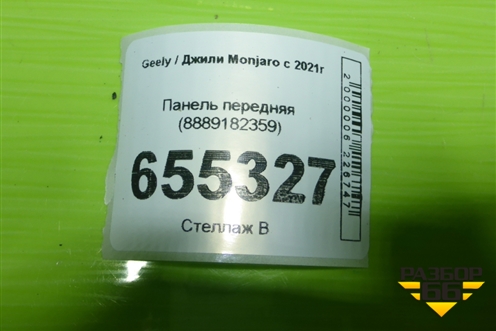 Geely / Джили Monjaro с 2021г
Панель передняя
(8889182359)
655327
Стеллаж В
2000006226747
РАЗБОР
66